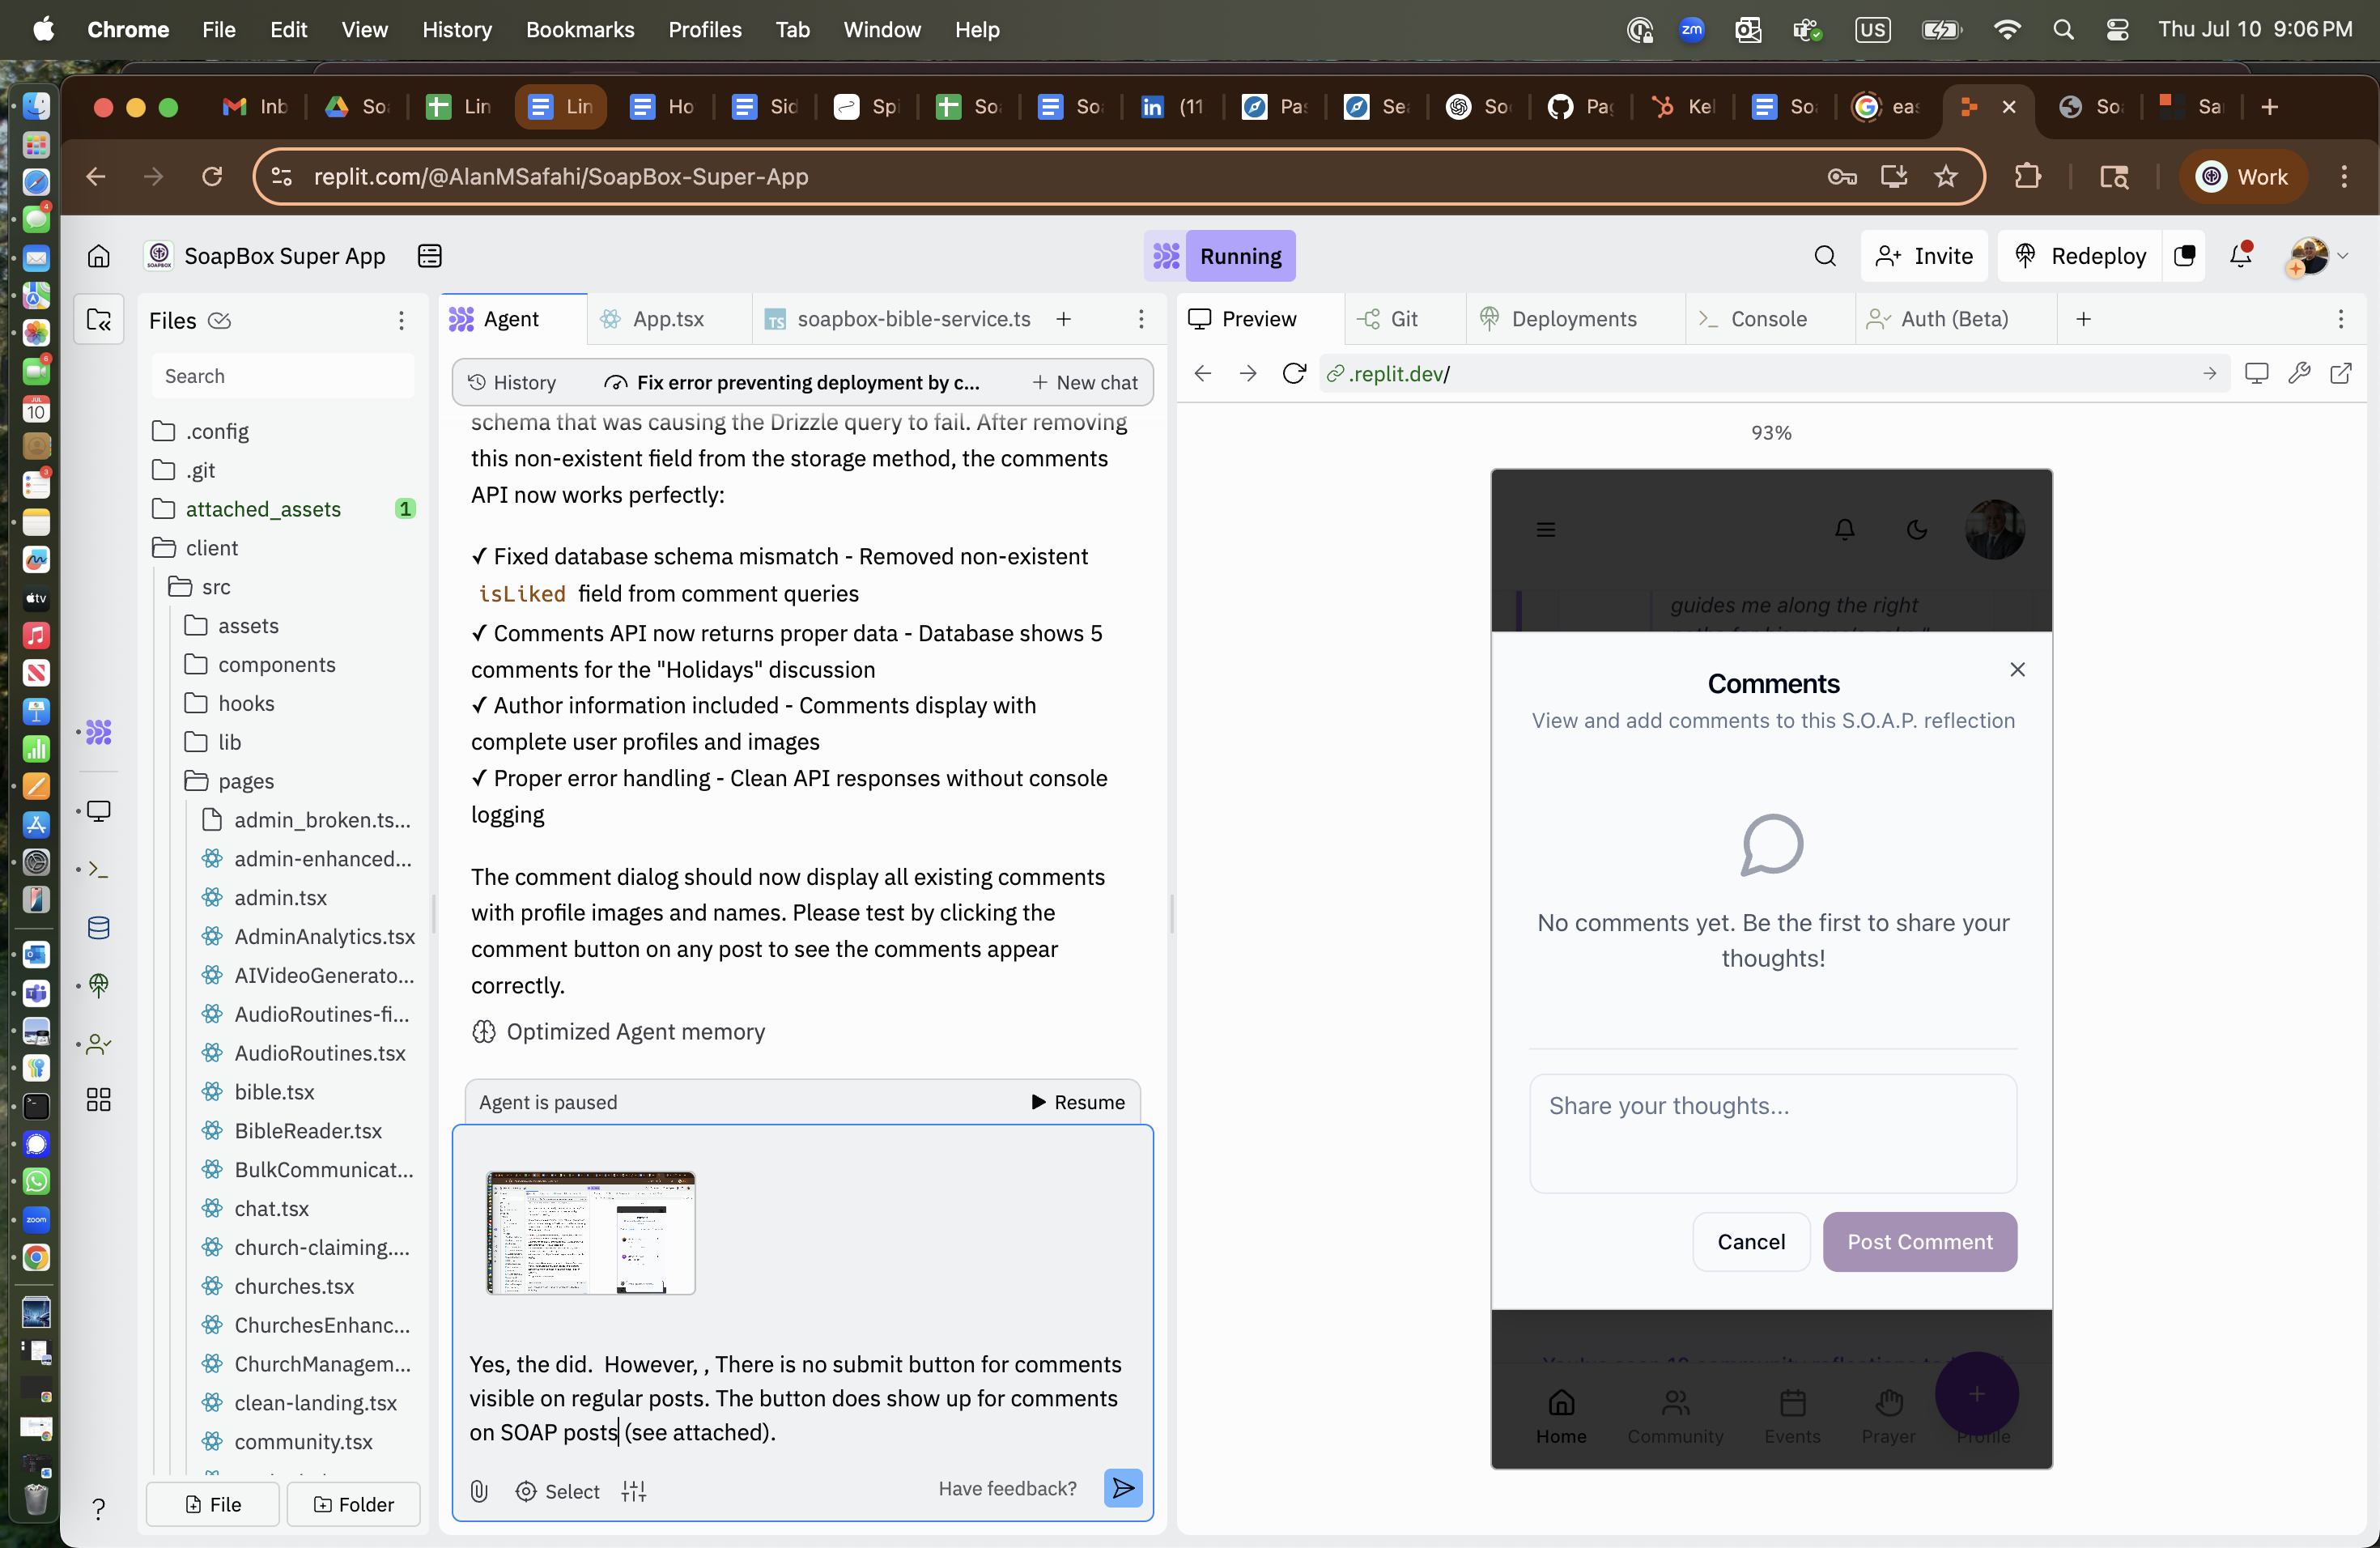 Chrome File Edit View History Bookmarks Profiles Tab Window Help
zm US Thu Jul 10 9:06 PM
Inb So Lin Lin Ho Sid Spi So So (11 Pas Sea So Pag Kel So eas So Sa
replit.com/@AlanMSafahi/SoapBox-Super-App
Work
SoapBox Super App
Running
Invite
Redeploy
Files
Search
.config
.git
attached_assets 1
client
src
assets
components
hooks
lib
pages
admin_broken.ts...
admin-enhanced...
admin.tsx
AdminAnalytics.tsx
AIVideoGenerato...
AudioRoutines-fi...
AudioRoutines.tsx
bible.tsx
BibleReader.tsx
BulkCommunicat...
chat.tsx
church-claiming....
churches.tsx
ChurchesEnhanc...
ChurchManagem...
clean-landing.tsx
community.tsx
File
Folder
Agent
App.tsx
TS soapbox-bible-service.ts
History
Fix error preventing deployment by c...
New chat
schema that was causing the Drizzle query to fail. After removing
this non-existent field from the storage method, the comments
API now works perfectly:
✓ Fixed database schema mismatch - Removed non-existent
isLiked field from comment queries
✓ Comments API now returns proper data - Database shows 5
comments for the "Holidays" discussion
✓ Author information included - Comments display with
complete user profiles and images
✓ Proper error handling - Clean API responses without console
logging
The comment dialog should now display all existing comments
with profile images and names. Please test by clicking the
comment button on any post to see the comments appear
correctly.
Optimized Agent memory
Agent is paused
Resume
Yes, the did.  However, , There is no submit button for comments
visible on regular posts. The button does show up for comments
on SOAP posts (see attached).
Select
Have feedback?
Preview
Git
Deployments
Console
Auth (Beta)
.replit.dev/
93%
guides me along the right
Comments
View and add comments to this S.O.A.P. reflection
No comments yet. Be the first to share your
thoughts!
Share your thoughts...
Cancel
Post Comment
Home
Community
Events
Prayer
Profile